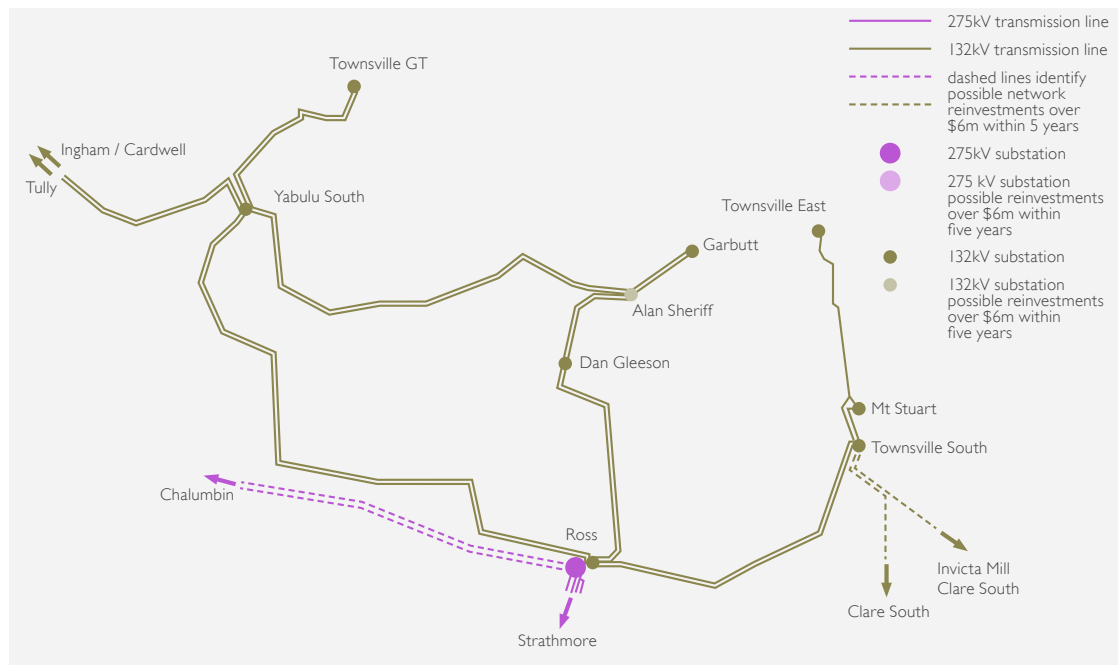 275kV transmission line
132kV transmission line
dashed lines identify
possible network
reinvestments over
$6m within 5 years
275kV substation
275 kV substation
possible reinvestments
over $6m within
five years
132kV substation
132kV substation
possible reinvestments
over $6m within
five years
Townsville GT
Ingham / Cardwell
Tully
Yabulu South
Townsville East
Garbutt
Alan Sheriff
Dan Gleeson
Mt Stuart
Townsville South
Chalumbin
Ross
Invicta Mill
Clare South
Clare South
Strathmore